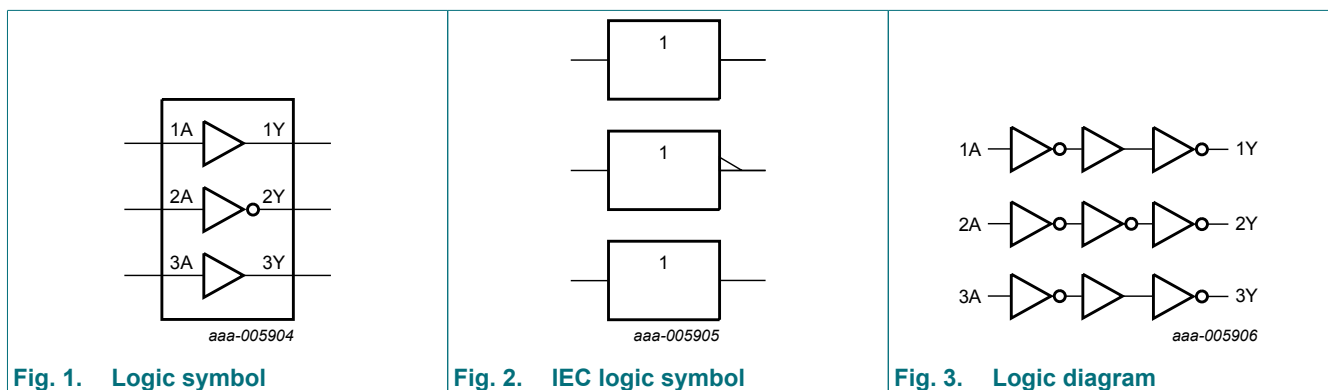 1A 1Y
2A 2Y
3A 3Y
aaa-005904
Fig. 1. Logic symbol
1
1
1
aaa-005905
Fig. 2. IEC logic symbol
1A 1Y
2A 2Y
3A 3Y
aaa-005906
Fig. 3. Logic diagram